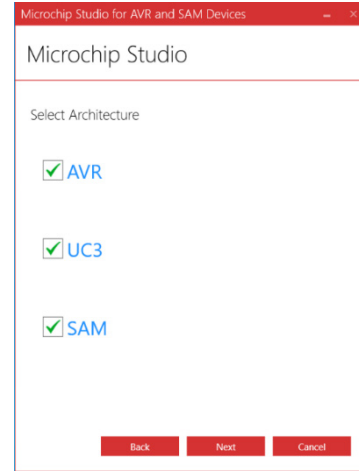 Microchip Studio for AVR and SAM Devices
Microchip Studio
Select Architecture
AVR
UC3
SAM
Back Next Cancel